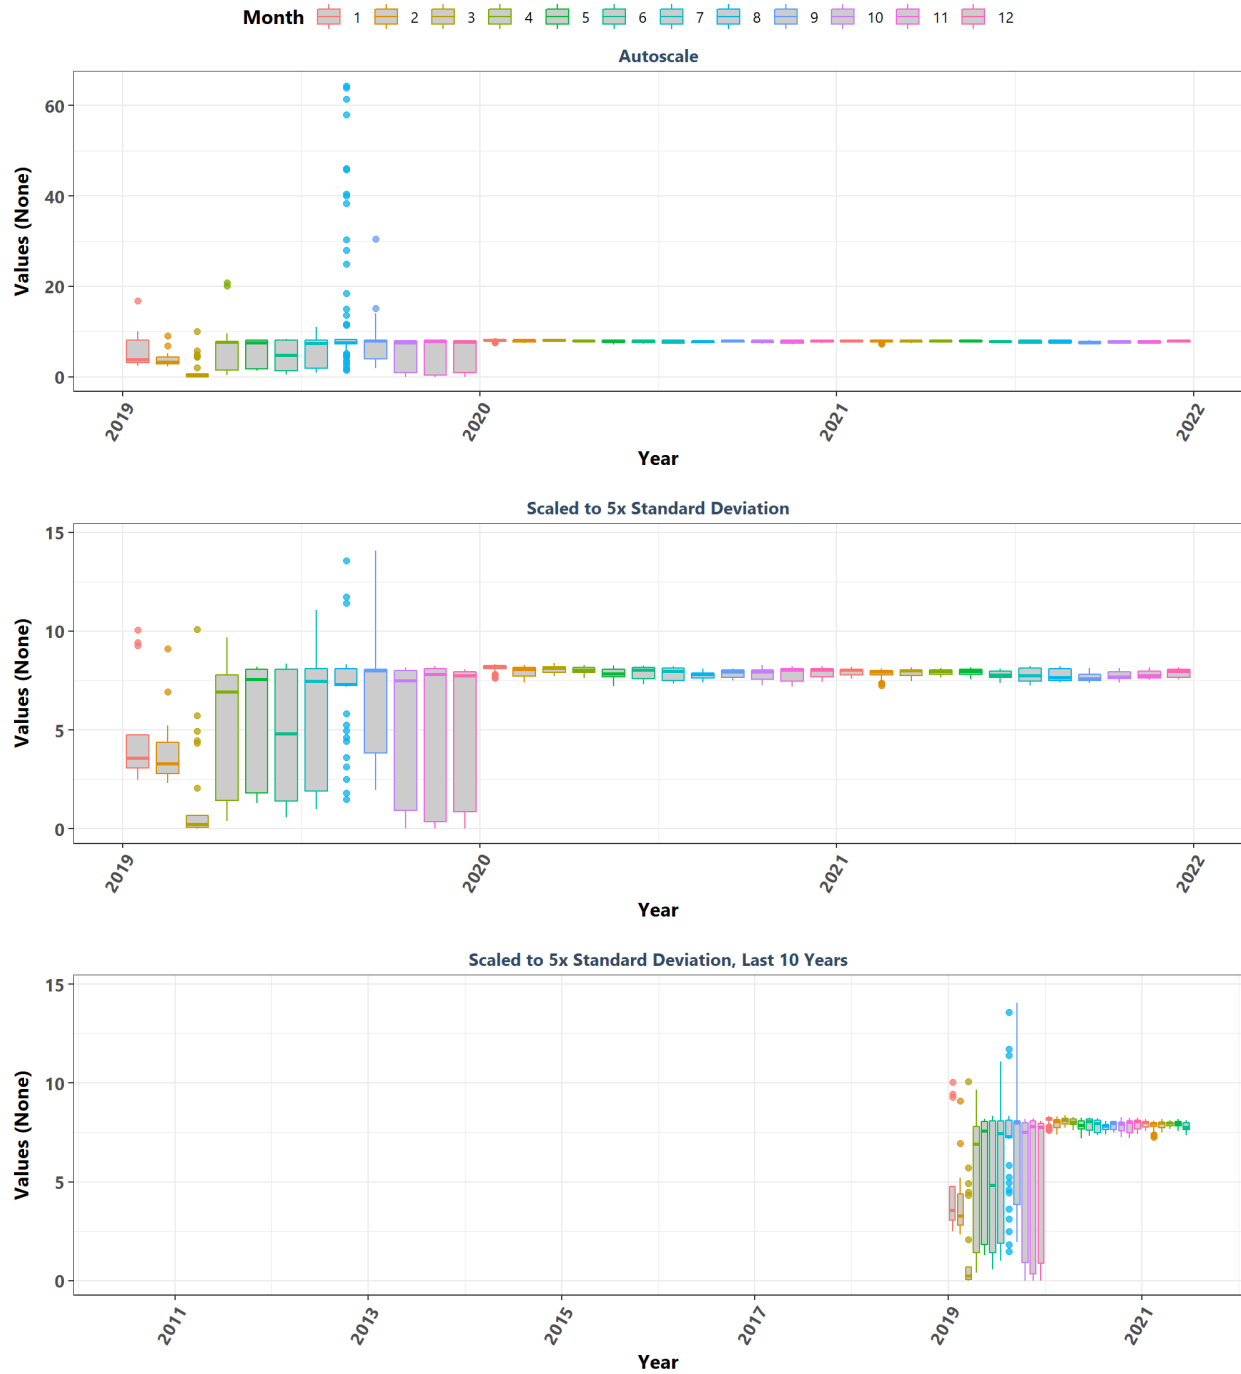 Month 1 2 3 4 5 6 7 8 9 10 11 12
Autoscale
Values (None)
60
40
20
0
2019 2020 2021 2022
Year
Scaled to 5x Standard Deviation
Values (None)
15
10
5
0
2019 2020 2021 2022
Year
Scaled to 5x Standard Deviation, Last 10 Years
Values (None)
15
10
5
0
2011 2013 2015 2017 2019 2021
Year